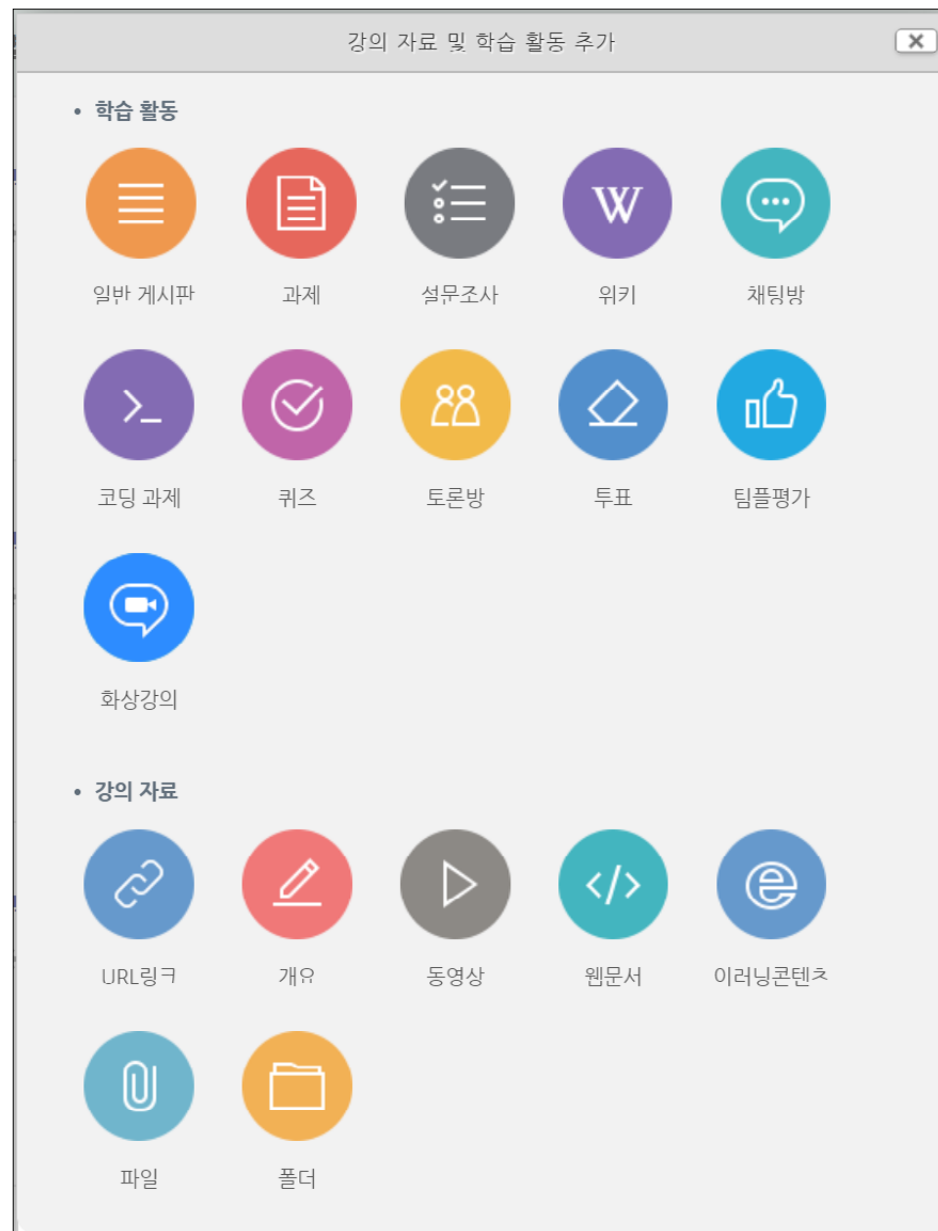 강의 자료 및 학습 활동 추가
• 학습 활동
일반 게시판 과제 설문조사 위키 채팅방
코딩 과제 퀴즈 토론방 투표 팀플평가
화상강의
• 강의 자료
URL링크 개요 동영상 웹문서 이러닝콘텐츠
파일 폴더